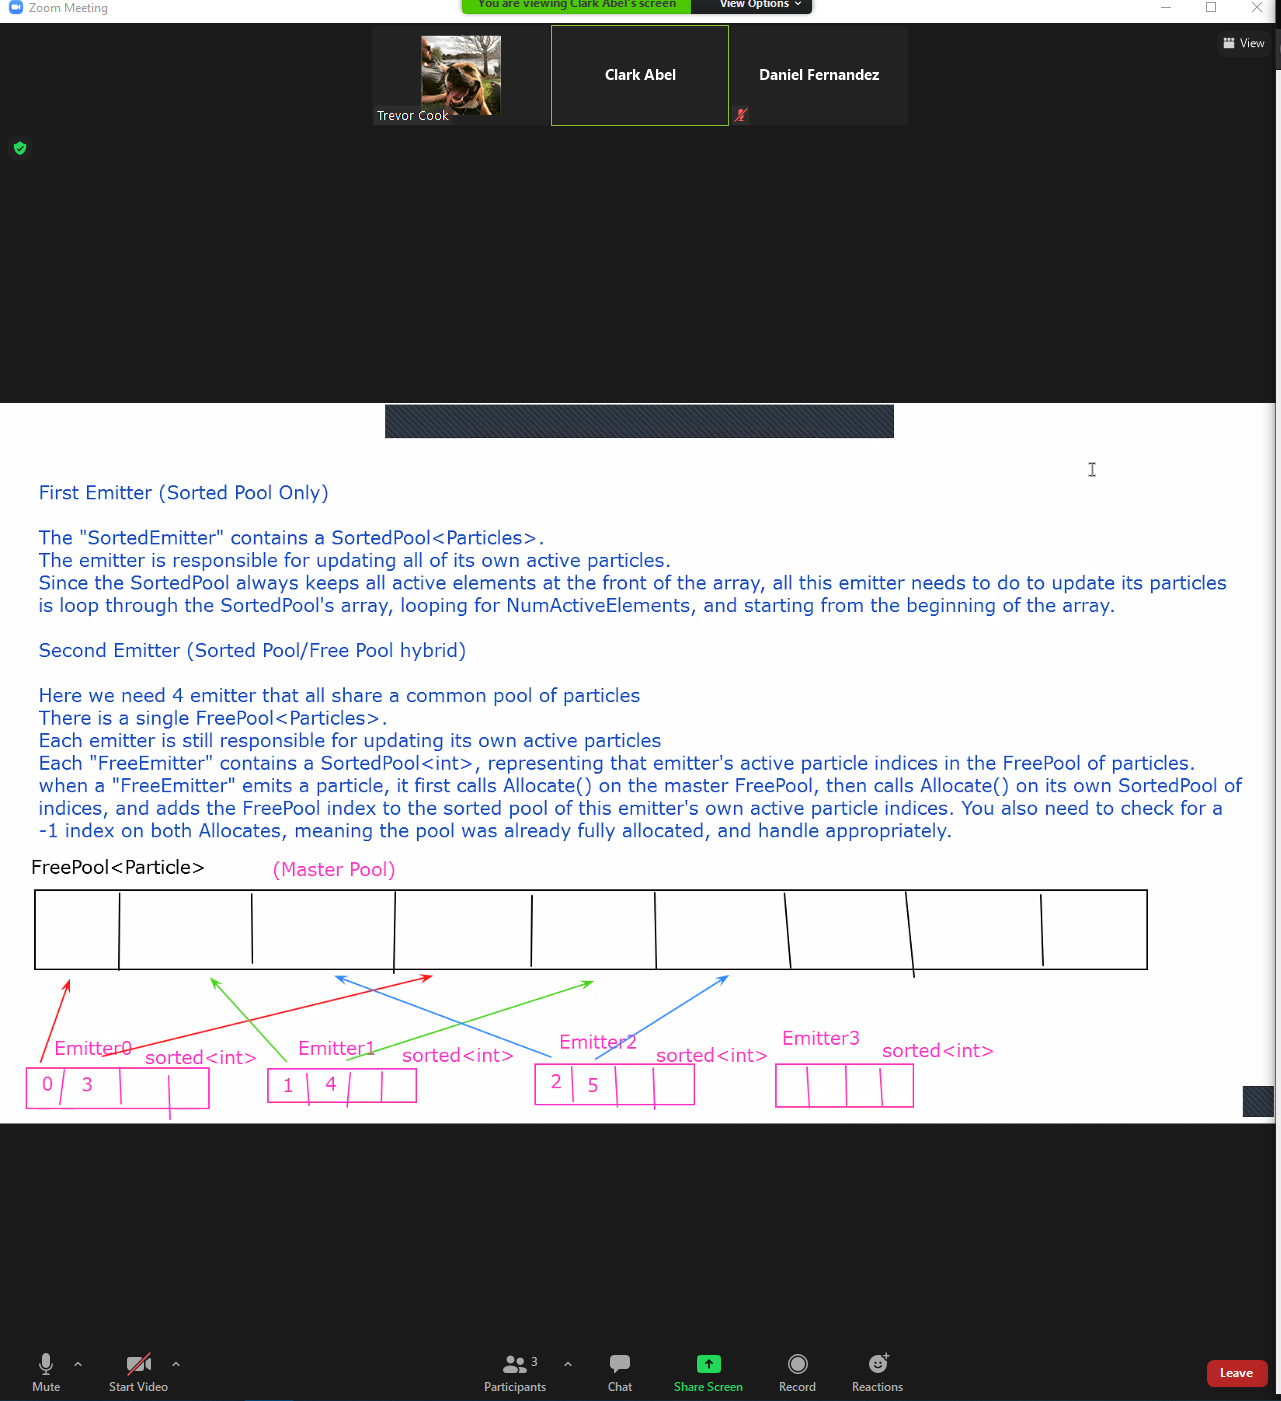 Zoom Meeting
You are viewing Clark Abel's screen
View Options
View
Trevor Cook
Clark Abel
Daniel Fernandez
First Emitter (Sorted Pool Only)
The "SortedEmitter" contains a SortedPool<Particles>.
The emitter is responsible for updating all of its own active particles.
Since the SortedPool always keeps all active elements at the front of the array, all this emitter needs to do to update its particles
is loop through the SortedPool's array, looping for NumActiveElements, and starting from the beginning of the array.
Second Emitter (Sorted Pool/Free Pool hybrid)
Here we need 4 emitter that all share a common pool of particles
There is a single FreePool<Particles>.
Each emitter is still responsible for updating its own active particles
Each "FreeEmitter" contains a SortedPool<int>, representing that emitter's active particle indices in the FreePool of particles.
when a "FreeEmitter" emits a particle, it first calls Allocate() on the master FreePool, then calls Allocate() on its own SortedPool of
indices, and adds the FreePool index to the sorted pool of this emitter's own active particle indices. You also need to check for a
-1 index on both Allocates, meaning the pool was already fully allocated, and handle appropriately.
FreePool<Particle> (Master Pool)
Emitter0 sorted<int>
0 3
Emitter1 sorted<int>
1 4
Emitter2 sorted<int>
2 5
Emitter3 sorted<int>
Mute
Start Video
3
Participants
Chat
Share Screen
Record
Reactions
Leave